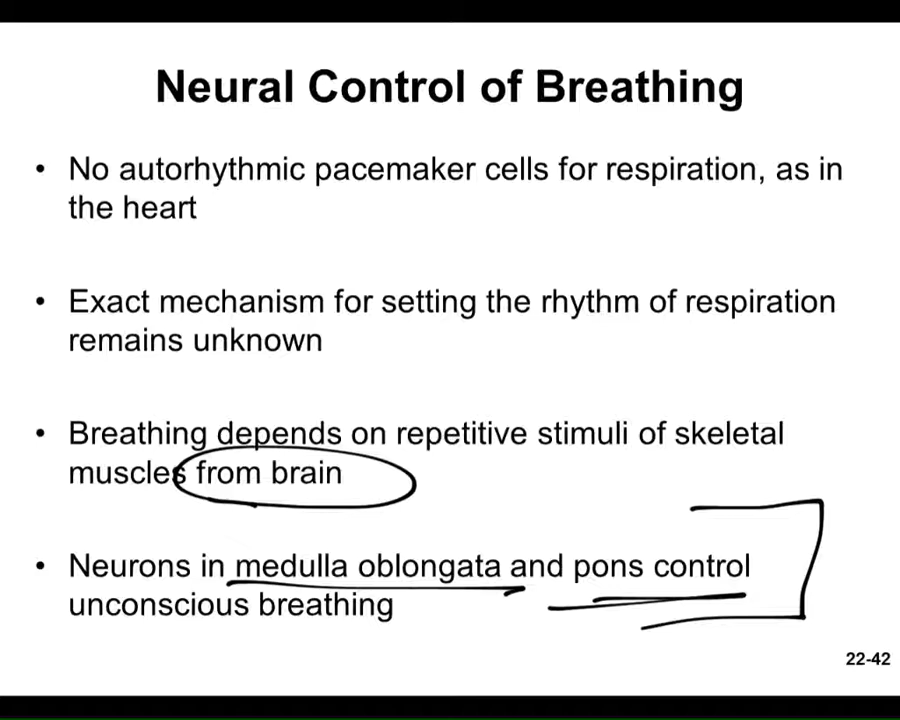 Neural Control of Breathing
• No autorhythmic pacemaker cells for respiration, as in
the heart
• Exact mechanism for setting the rhythm of respiration
remains unknown
• Breathing depends on repetitive stimuli of skeletal
muscles from brain
• Neurons in medulla oblongata and pons control
unconscious breathing
22-42